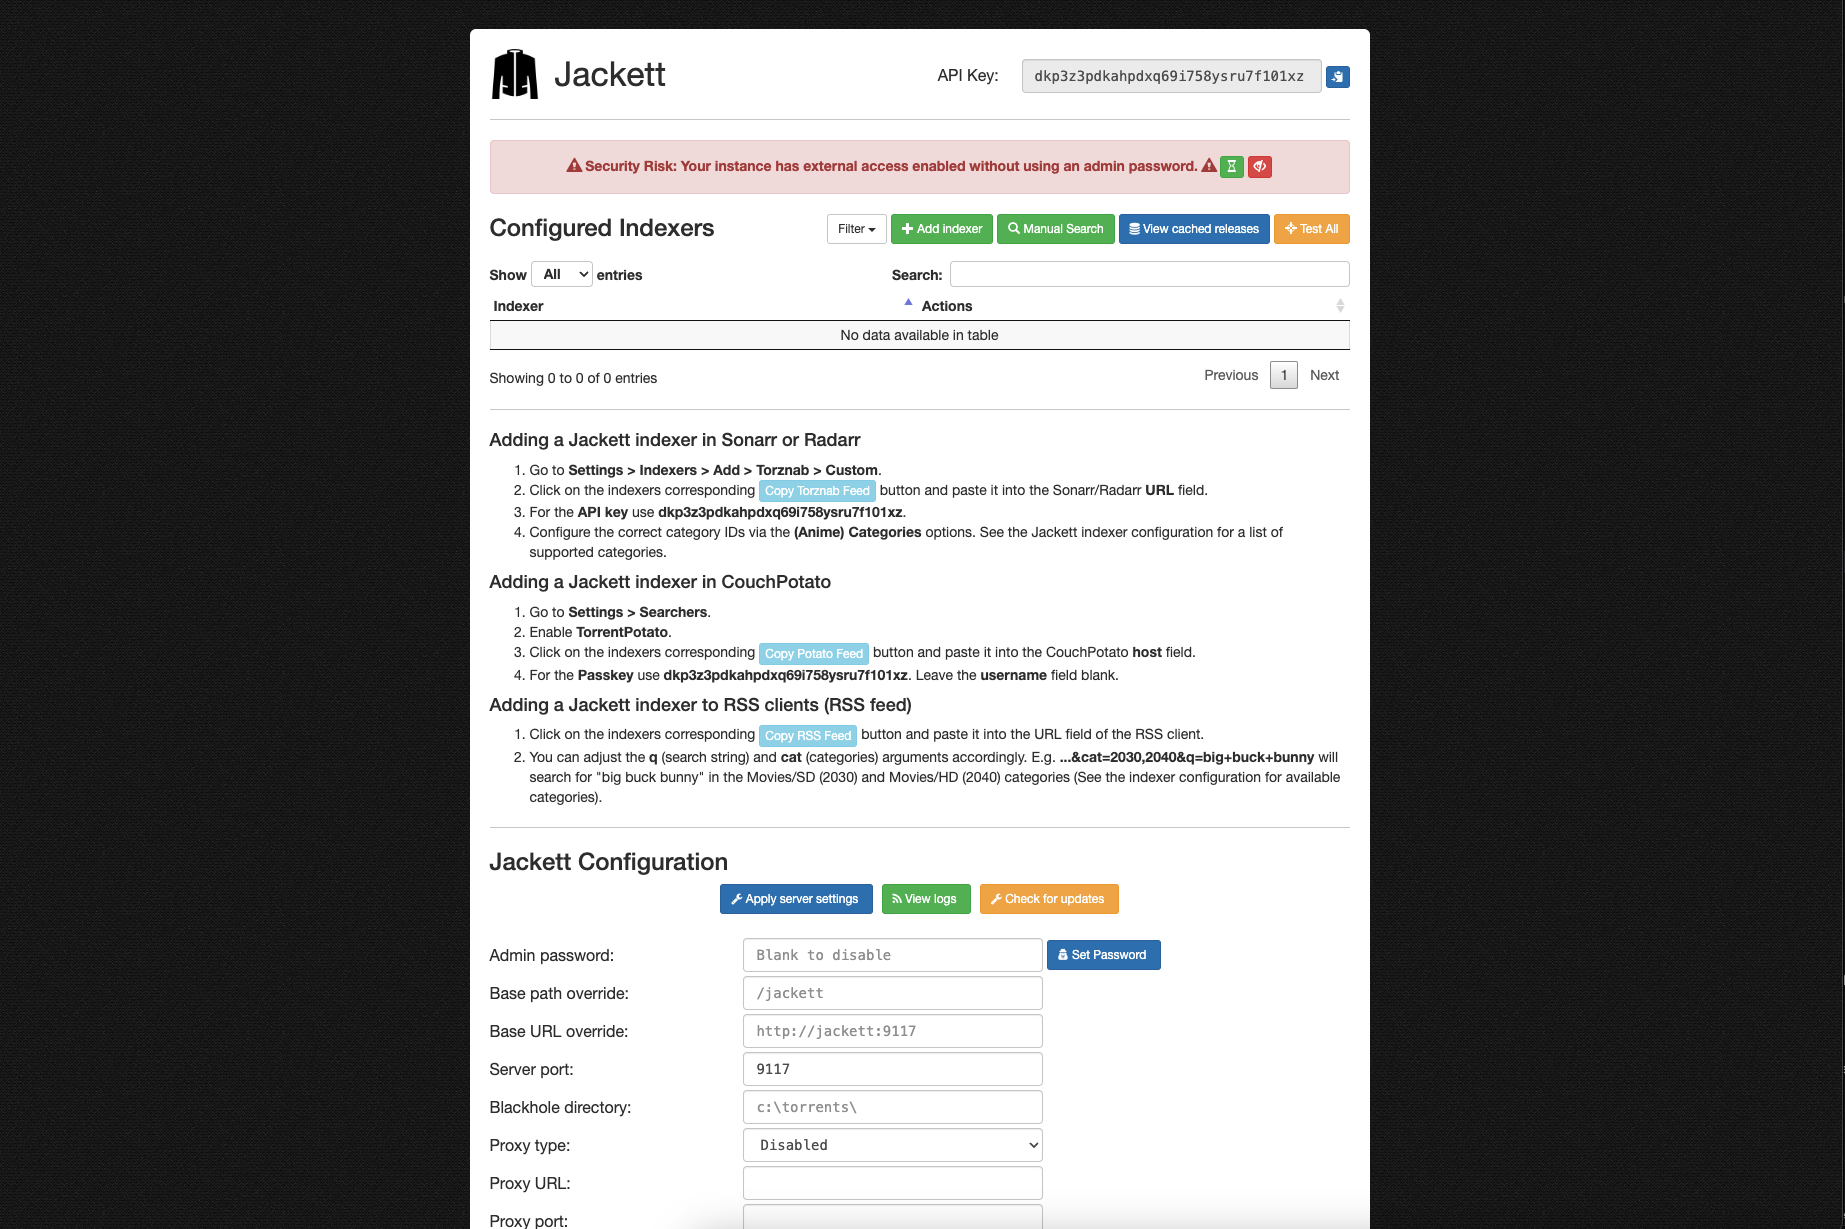 Jackett
API Key: dkp3z3pdkahpdxq69i758ysru7f101xz
Security Risk: Your instance has external access enabled without using an admin password.
Configured Indexers
Filter Add indexer Manual Search View cached releases Test All
Show All entries Search:
Indexer Actions
No data available in table
Showing 0 to 0 of 0 entries Previous 1 Next
Adding a Jackett indexer in Sonarr or Radarr
1. Go to Settings > Indexers > Add > Torznab > Custom.
2. Click on the indexers corresponding Copy Torznab Feed button and paste it into the Sonarr/Radarr URL field.
3. For the API key use dkp3z3pdkahpdxq69i758ysru7f101xz.
4. Configure the correct category IDs via the (Anime) Categories options. See the Jackett indexer configuration for a list of
supported categories.
Adding a Jackett indexer in CouchPotato
1. Go to Settings > Searchers.
2. Enable TorrentPotato.
3. Click on the indexers corresponding Copy Potato Feed button and paste it into the CouchPotato host field.
4. For the Passkey use dkp3z3pdkahpdxq69i758ysru7f101xz. Leave the username field blank.
Adding a Jackett indexer to RSS clients (RSS feed)
1. Click on the indexers corresponding Copy RSS Feed button and paste it into the URL field of the RSS client.
2. You can adjust the q (search string) and cat (categories) arguments accordingly. E.g. ...&cat=2030,2040&q=big+buck+bunny will
search for "big buck bunny" in the Movies/SD (2030) and Movies/HD (2040) categories (See the indexer configuration for available
categories).
Jackett Configuration
Apply server settings View logs Check for updates
Admin password: Blank to disable Set Password
Base path override: /jackett
Base URL override: http://jackett:9117
Server port: 9117
Blackhole directory: c:\torrents\
Proxy type: Disabled
Proxy URL:
Proxy port: